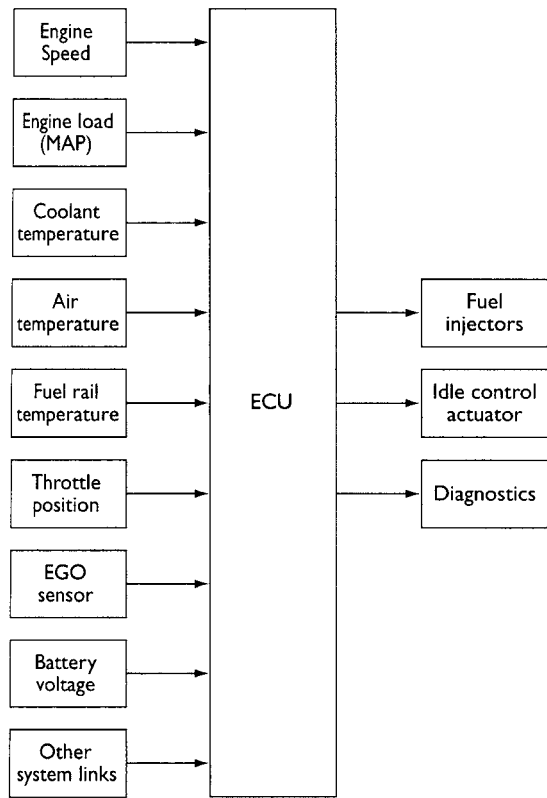 Engine
Speed
Engine load
(MAP)
Coolant
temperature
Air
temperature
Fuel rail
temperature
Throttle
position
EGO
sensor
Battery
voltage
Other
system links
ECU
Fuel
injectors
Idle control
actuator
Diagnostics